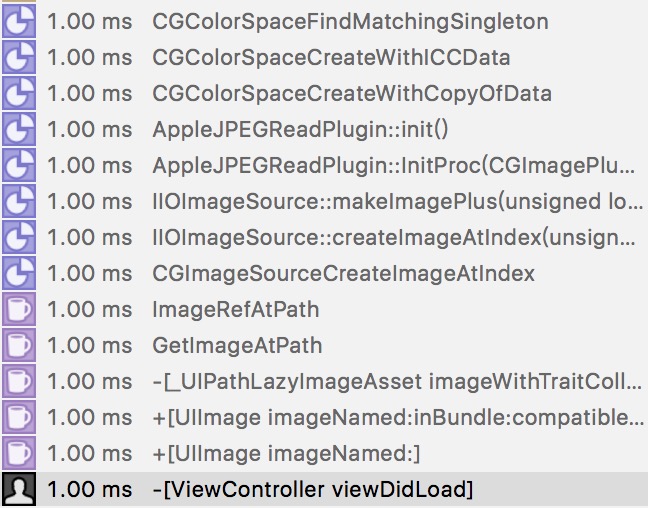 1.00 ms CGColorSpaceFindMatchingSingleton
1.00 ms CGColorSpaceCreateWithICCData
1.00 ms CGColorSpaceCreateWithCopyOfData
1.00 ms AppleJPEGReadPlugin::init()
1.00 ms AppleJPEGReadPlugin::InitProc(CGImagePlu...
1.00 ms IIOImageSource::makeImagePlus(unsigned lo...
1.00 ms IIOImageSource::createImageAtIndex(unsign...
1.00 ms CGImageSourceCreateImageAtIndex
1.00 ms ImageRefAtPath
1.00 ms GetImageAtPath
1.00 ms -[_UIPathLazyImageAsset imageWithTraitColl...
1.00 ms +[UIImage imageNamed:inBundle:compatible...
1.00 ms +[UIImage imageNamed:]
1.00 ms -[ViewController viewDidLoad]